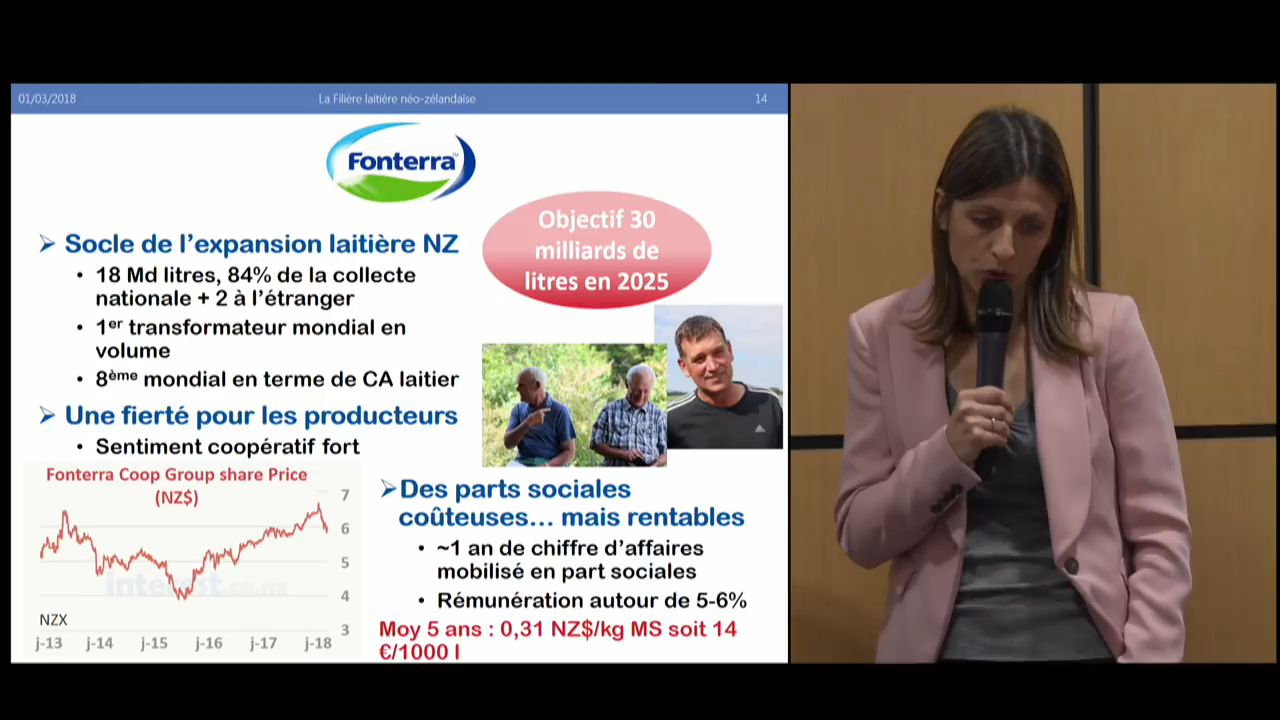 01/03/2018
La Filière laitière néo-zélandaise
14
Fonterra
Objectif 30
milliards de
litres en 2025
➢ Socle de l'expansion laitière NZ
• 18 Md litres, 84% de la collecte
nationale + 2 à l'étranger
• 1er transformateur mondial en
volume
• 8ème mondial en terme de CA laitier
➢ Une fierté pour les producteurs
• Sentiment coopératif fort
Fonterra Coop Group share Price
(NZ$)
7
6
5
4
3
interest.co.nz
NZX
j-13 j-14 j-15 j-16 j-17 j-18
➢Des parts sociales
coûteuses... mais rentables
• ~1 an de chiffre d'affaires
mobilisé en part sociales
• Rémunération autour de 5-6%
Moy 5 ans : 0,31 NZ$/kg MS soit 14
€/1000 l